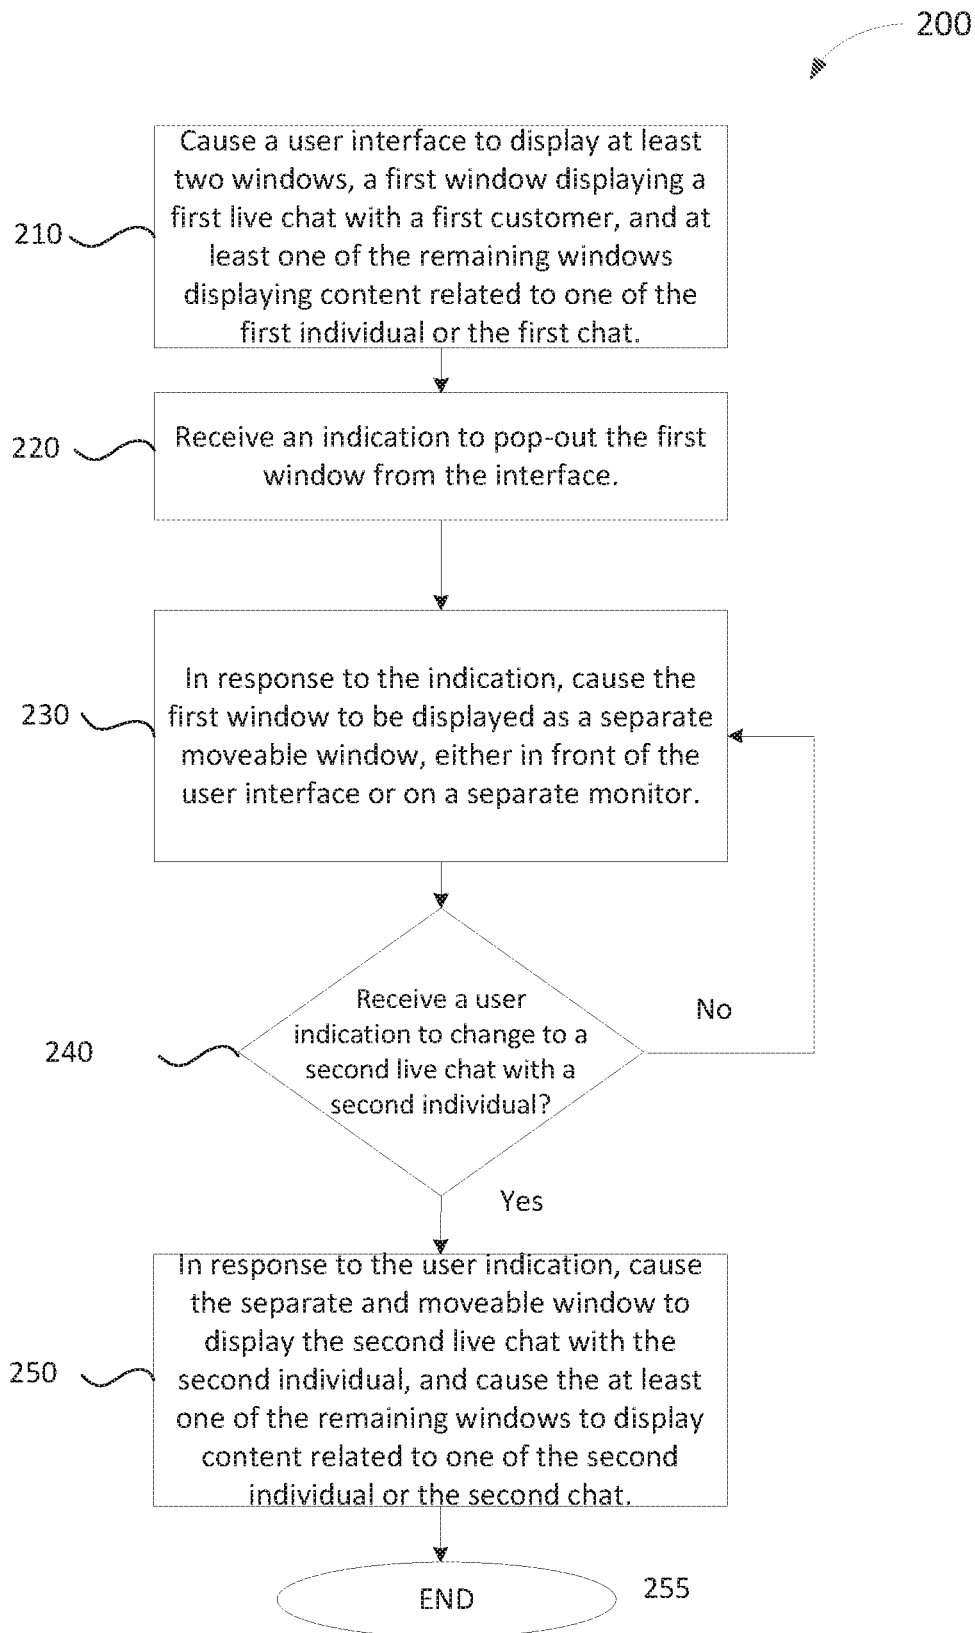 200
Cause a user interface to display at least
two windows, a first window displaying a
first live chat with a first customer, and at
least one of the remaining windows
displaying content related to one of the
first individual or the first chat.
210
Receive an indication to pop-out the first
window from the interface.
220
In response to the indication, cause the
first window to be displayed as a separate
moveable window, either in front of the
user interface or on a separate monitor.
230
Receive a user
indication to change to a
second live chat with a
second individual?
240
No
Yes
In response to the user indication, cause
the separate and moveable window to
display the second live chat with the
second individual, and cause the at least
one of the remaining windows to display
content related to one of the second
individual or the second chat.
250
END
255